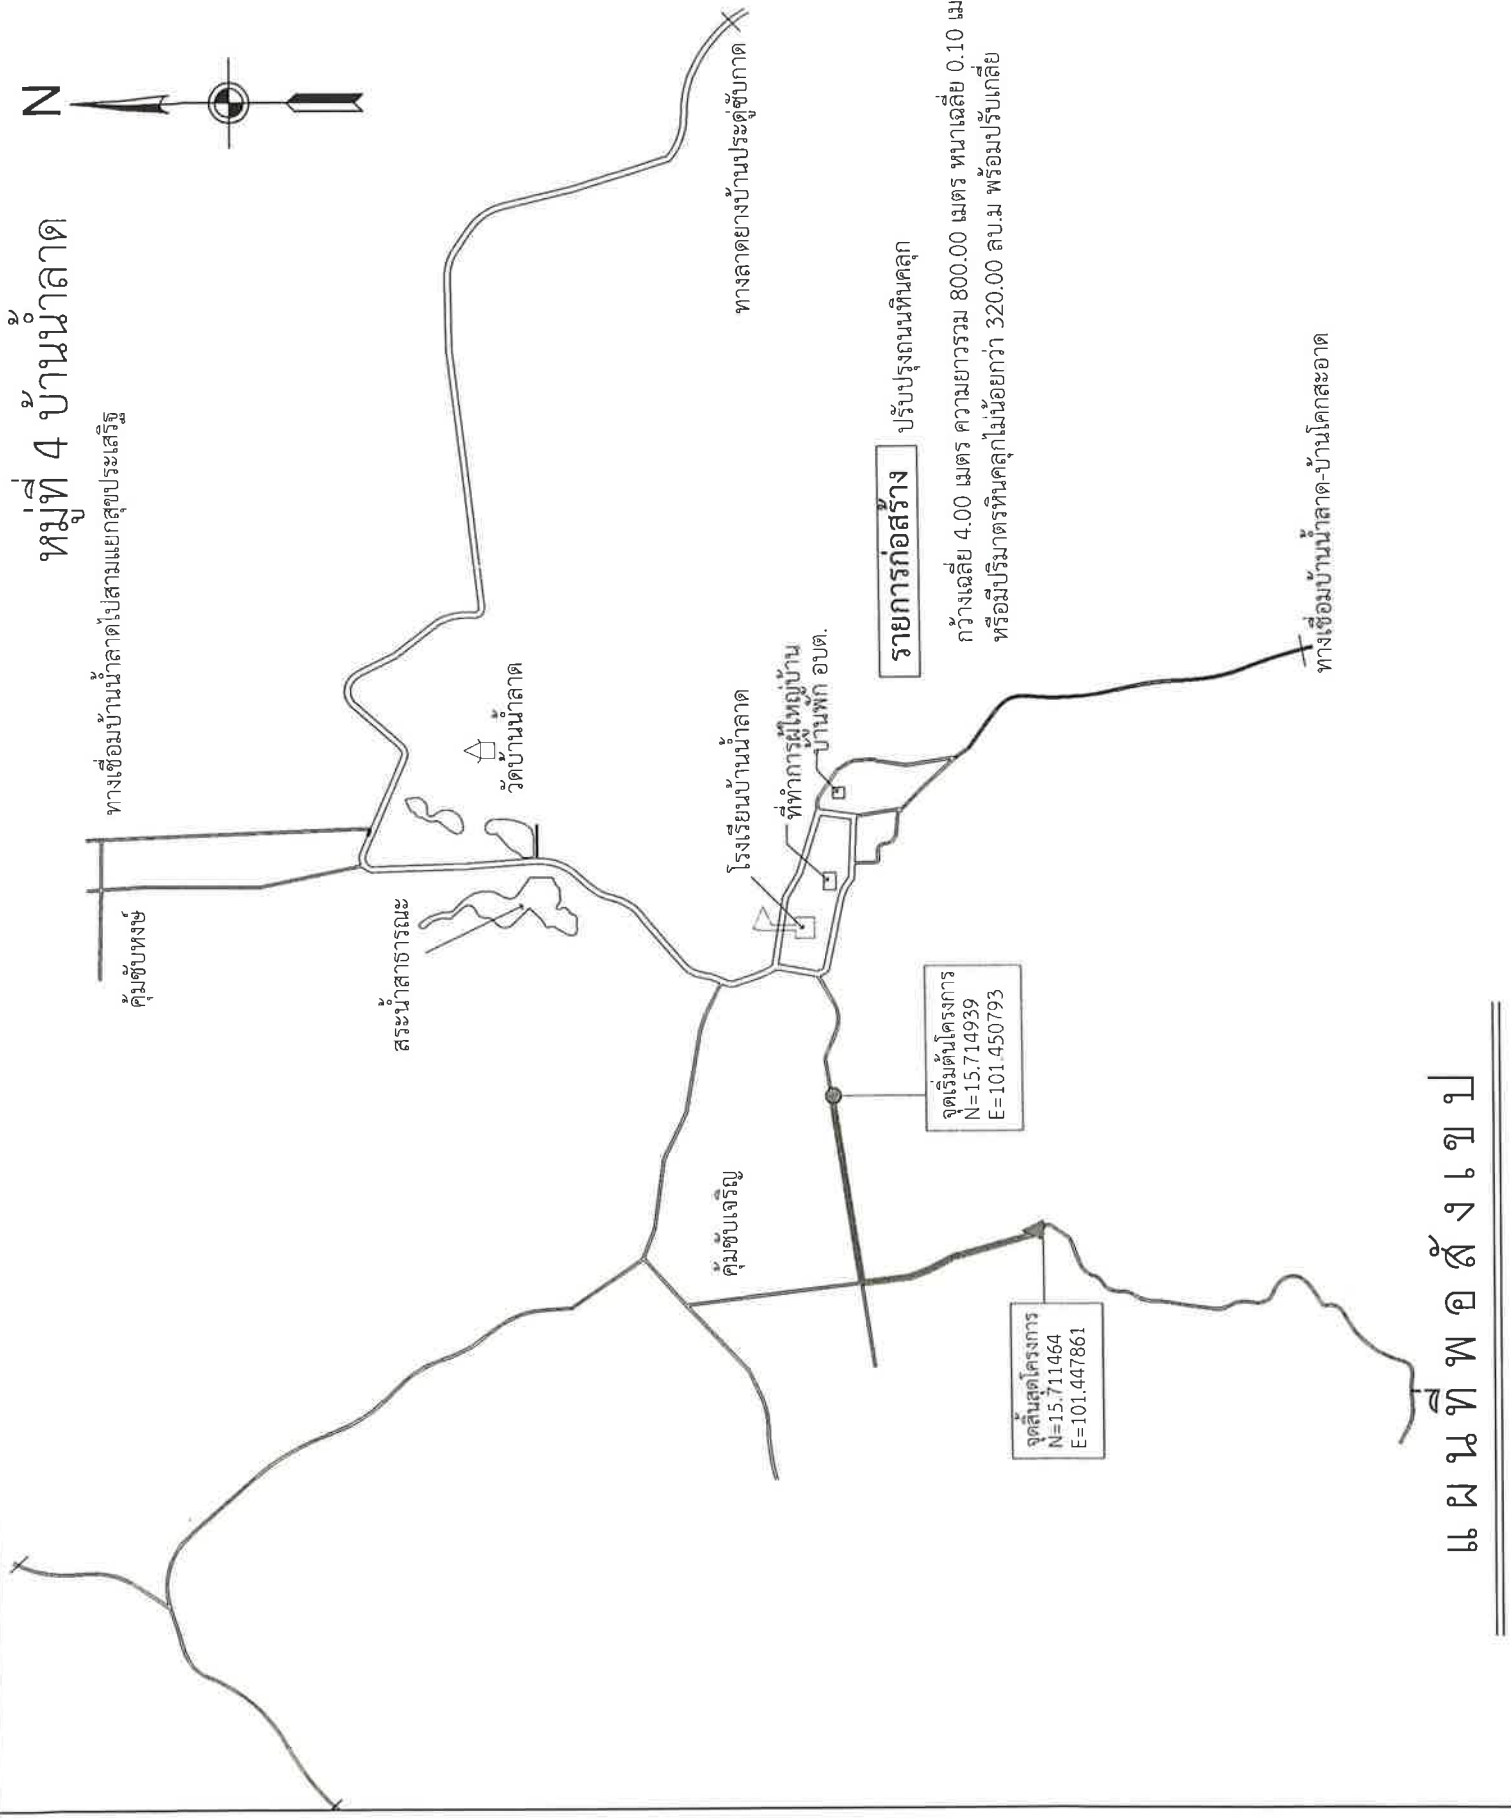 หมู่ที่ 4 บ้านน้ำลาด
N
ทางเชื่อมบ้านน้ำลาดไปสามแยกสุขประเสริฐ
คุ้มซับหงษ์
สระน้ำสาธารณะ
วัดบ้านน้ำลาด
ทางลาดยางบ้านประดู่ซับกาด
โรงเรียนบ้านน้ำลาด
ที่ทำการผู้ใหญ่บ้าน
บ้านพัก อบต.
คุ้มซับเจริญ
รายการก่อสร้าง
ปรับปรุงถนนหินคลุก
กว้างเฉลี่ย 4.00 เมตร ความยาวรวม 800.00 เมตร หนาเฉลี่ย 0.10 เม
หรือมีปริมาตรหินคลุกไม่น้อยกว่า 320.00 ลบ.ม พร้อมปรับเกลี่ย
จุดเริ่มต้นโครงการ
N=15.714939
E=101.450793
จุดสิ้นสุดโครงการ
N=15.711464
E=101.447861
ทางเชื่อมบ้านน้ำลาด-บ้านโคกสะอาด
แผนที่พอสังเขป